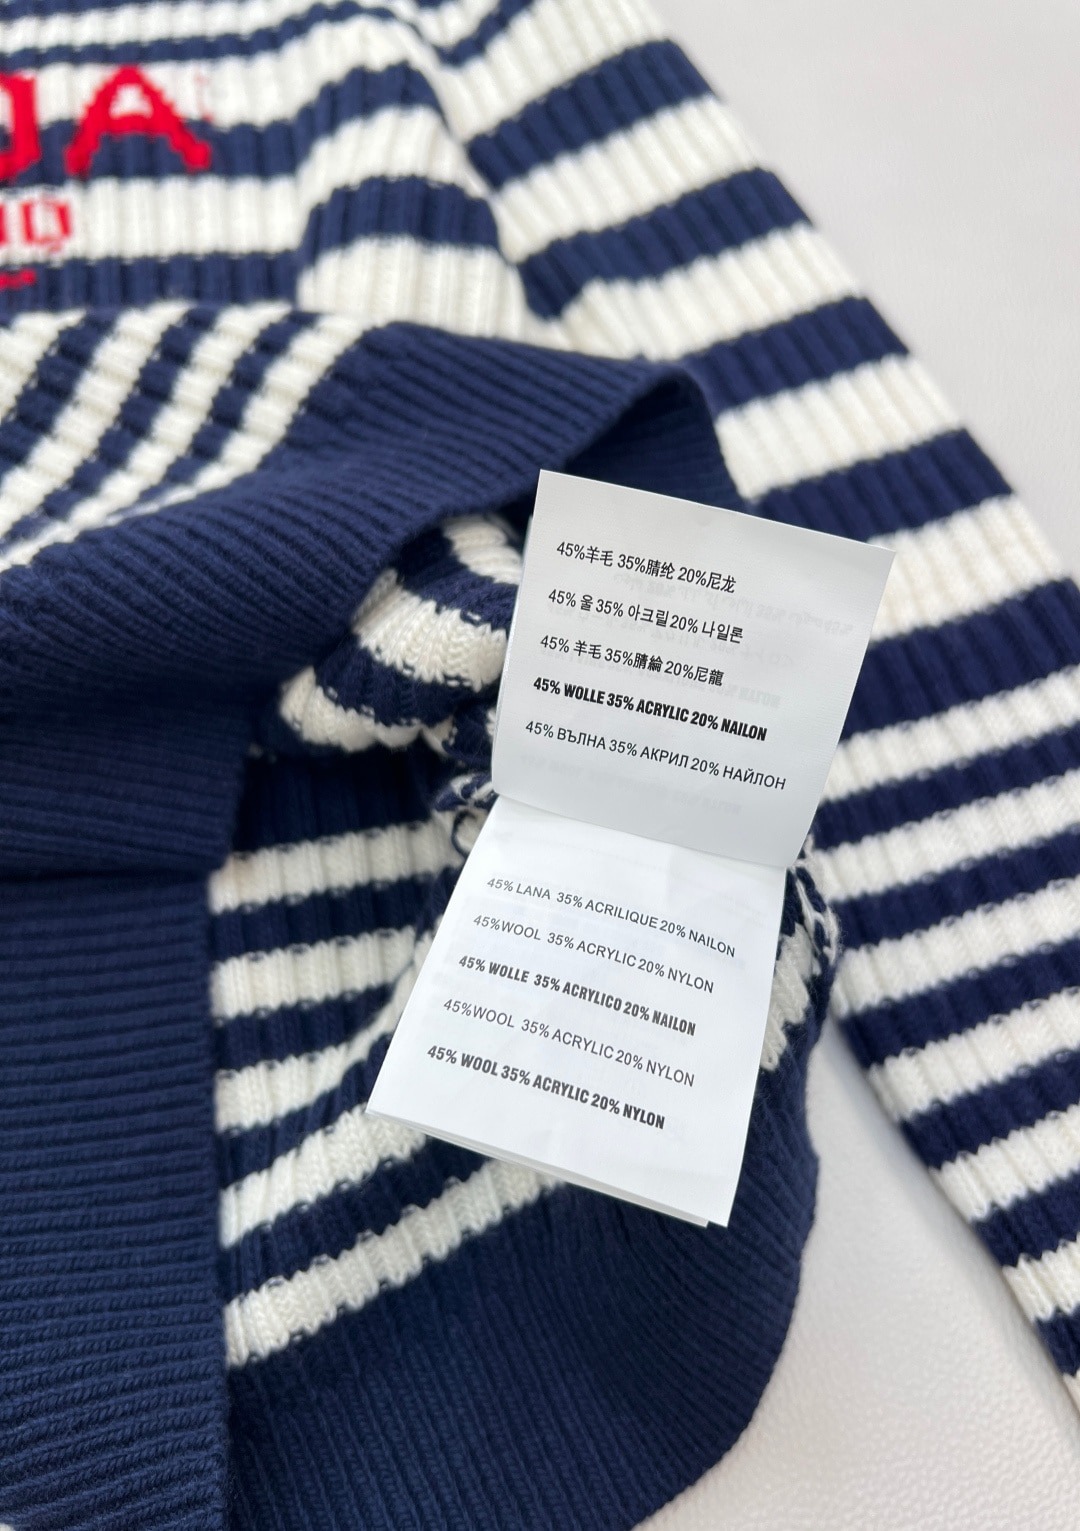 DA
45%羊毛 35%腈纶 20%尼龙
45% 울 35% 아크릴 20% 나일론
45% 羊毛 35%腈綸 20%尼龍
45% WOLLE 35% ACRYLIC 20% NAILON
45% ВЪЛНА 35% АКРИЛ 20% НАЙЛОН
45% LANA 35% ACRILIQUE 20% NAILON
45%WOOL 35% ACRYLIC 20% NYLON
45% WOLLE 35% ACRYLICO 20% NAILON
45%WOOL 35% ACRYLIC 20% NYLON
45% WOOL 35% ACRYLIC 20% NYLON